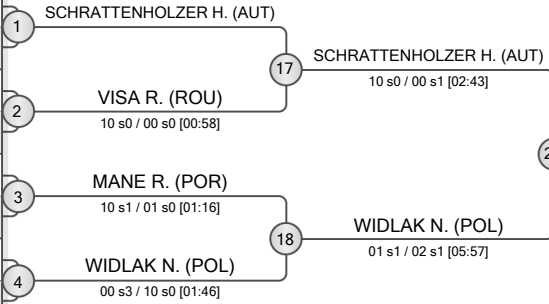 SCHRATTENHOLZER H. (AUT)
1
17
SCHRATTENHOLZER H. (AUT)
10 s0 / 00 s1 [02:43]
VISA R. (ROU)
2
10 s0 / 00 s0 [00:58]
MANE R. (POR)
3
10 s1 / 01 s0 [01:16]
18
WIDLAK N. (POL)
01 s1 / 02 s1 [05:57]
WIDLAK N. (POL)
4
00 s3 / 10 s0 [01:46]